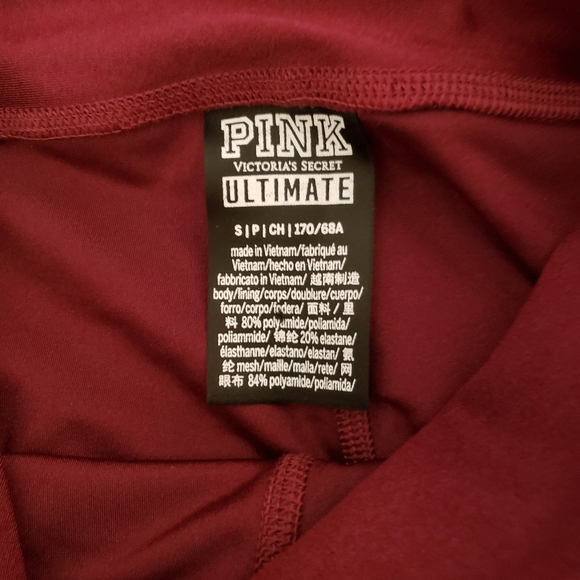 PINK
VICTORIA'S SECRET
ULTIMATE
S|P|CH|170/68A
made in Vietnam/fabriqué au
Vietnam/hecho en Vietnam/
fabbricato in Vietnam/ 越南制造
body/lining/corps/doublure/cuerpo/
forro/corpo/fodera/ 面料 / 里
料 80% polyamide/poliamida/
poliammide/ 锦纶 20% elastane/
élasthanne/elastano/elastan/ 氨
纶 mesh/maille/malla/rete/ 网
眼布 84% polyamide/poliamida/